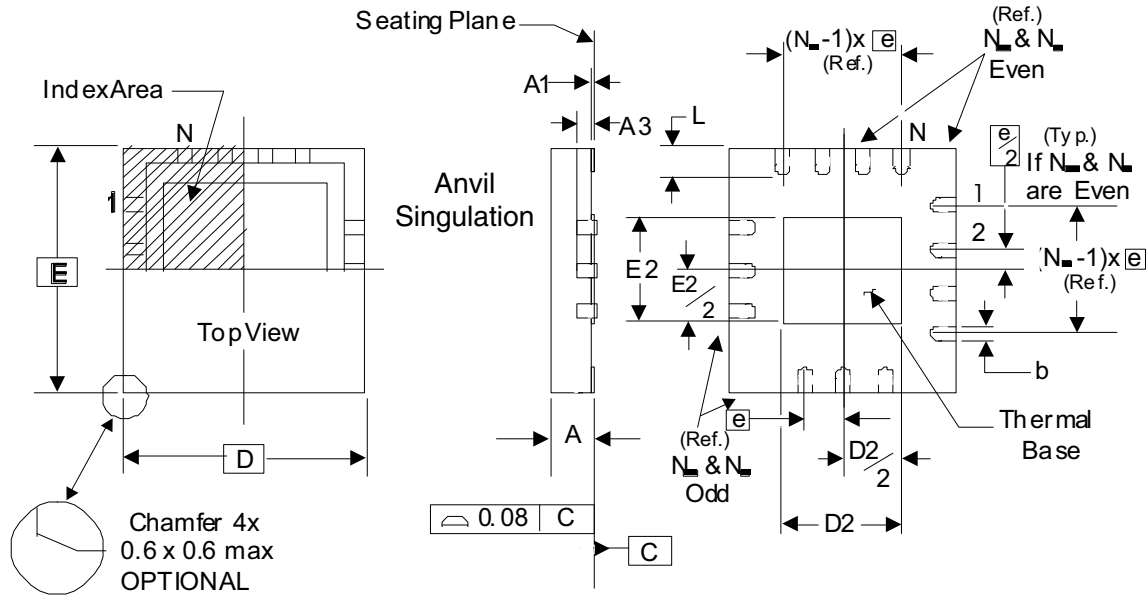 Seating Plane
(Ref.)
(N -1)x e
(Ref.)
N & N
Even
Index Area
A1
L
A3
N
N
e/2
(Typ.)
If N & N
are Even
Anvil
Singulation
1
1
2
(N -1)x e
(Ref.)
E2
E2/2
E
Top View
b
e
Thermal
Base
(Ref.)
N & N
Odd
A
D2/2
D
D2
0.08 C
C
Chamfer 4x
0.6 x 0.6 max
OPTIONAL